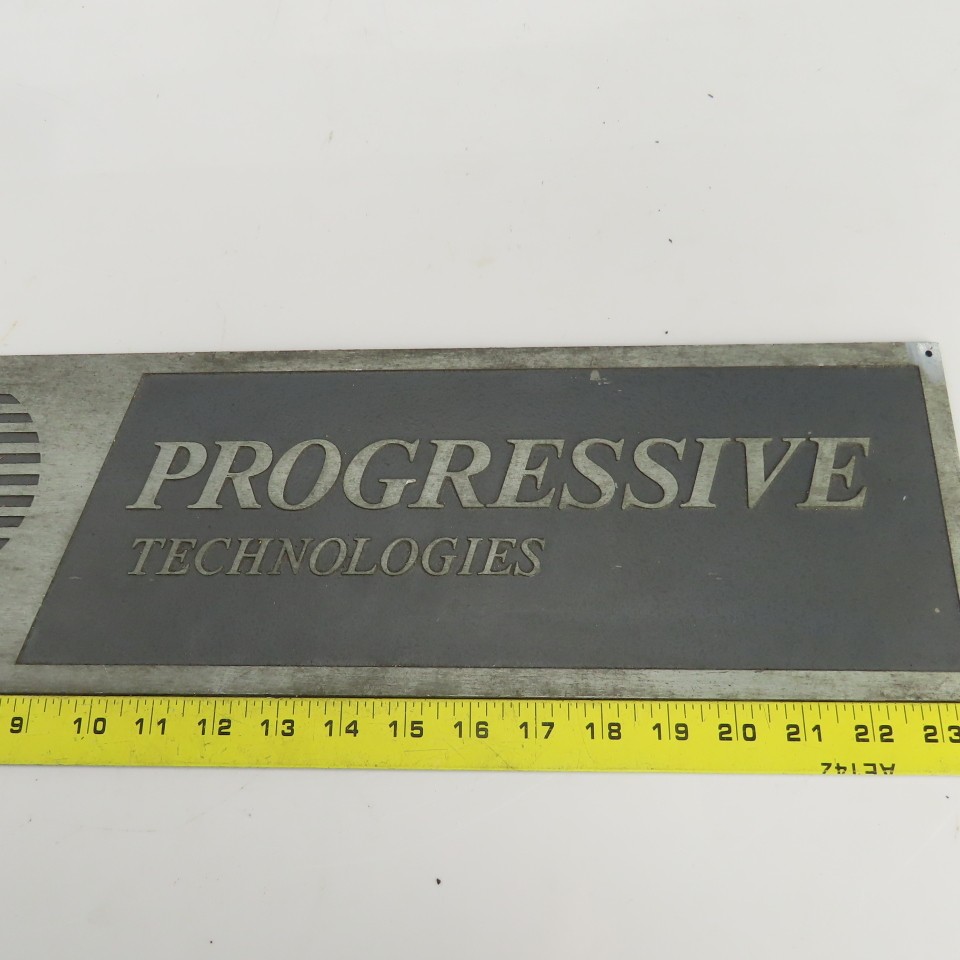 PROGRESSIVE
TECHNOLOGIES
9 10 11 12 13 14 15 16 17 18 19 20 21 22 23
AE142